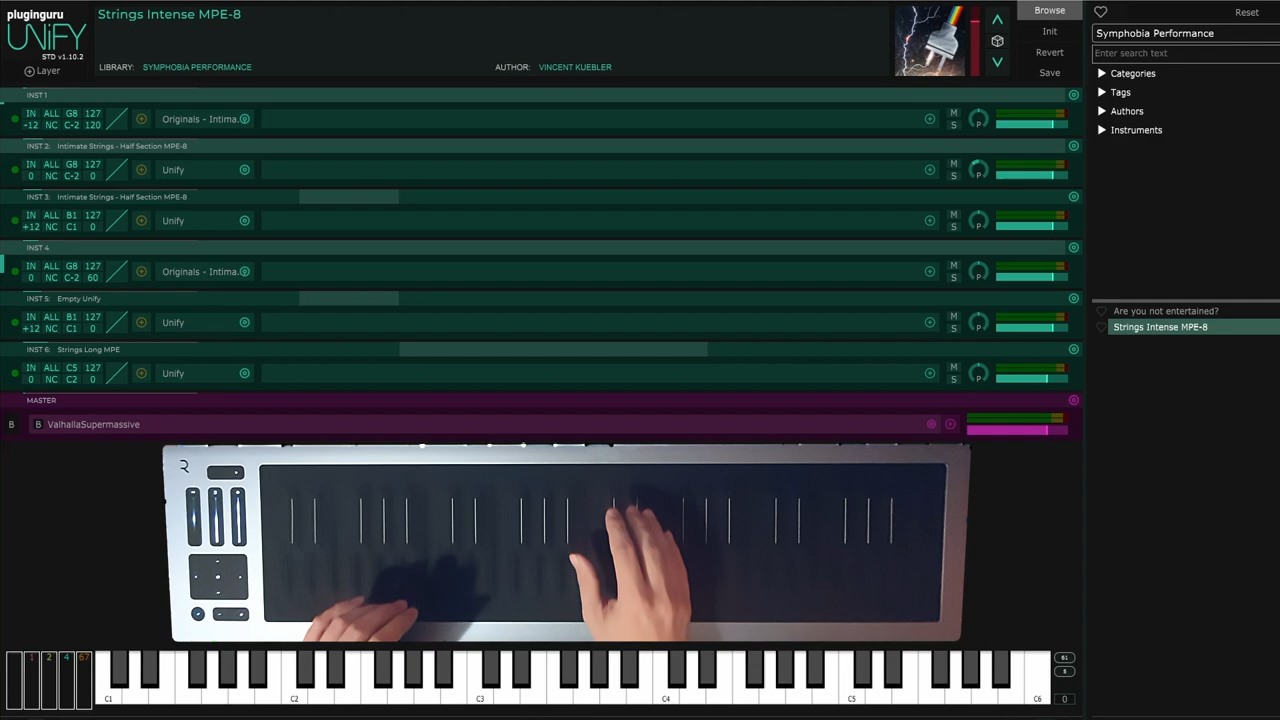 pluginguru
UNiFY
STD v1.10.2
Layer
Strings Intense MPE-8
LIBRARY: SYMPHOBIA PERFORMANCE
AUTHOR: VINCENT KUEBLER
Browse
Init
Revert
Save
Reset
Symphobia Performance
Enter search text
Categories
Tags
Authors
Instruments
Are you not entertained?
Strings Intense MPE-8
INST 1
IN ALL G8 127
-12 NC C-2 120
Originals - Intima.
M
S
P
INST 2: Intimate Strings - Half Section MPE-8
IN ALL G8 127
0 NC C-2 0
Unify
M
S
P
INST 3: Intimate Strings - Half Section MPE-8
IN ALL B1 127
+12 NC C1 0
Unify
M
S
P
INST 4
IN ALL G8 127
0 NC C-2 60
Originals - Intima.
M
S
P
INST 5: Empty Unify
IN ALL B1 127
+12 NC C1 0
Unify
M
S
P
INST 6: Strings Long MPE
IN ALL C5 127
0 NC C2 0
Unify
M
S
P
MASTER
B B ValhallaSupermassive
1 2 4 67
C1 C2 C3 C4 C5 C6
61
0